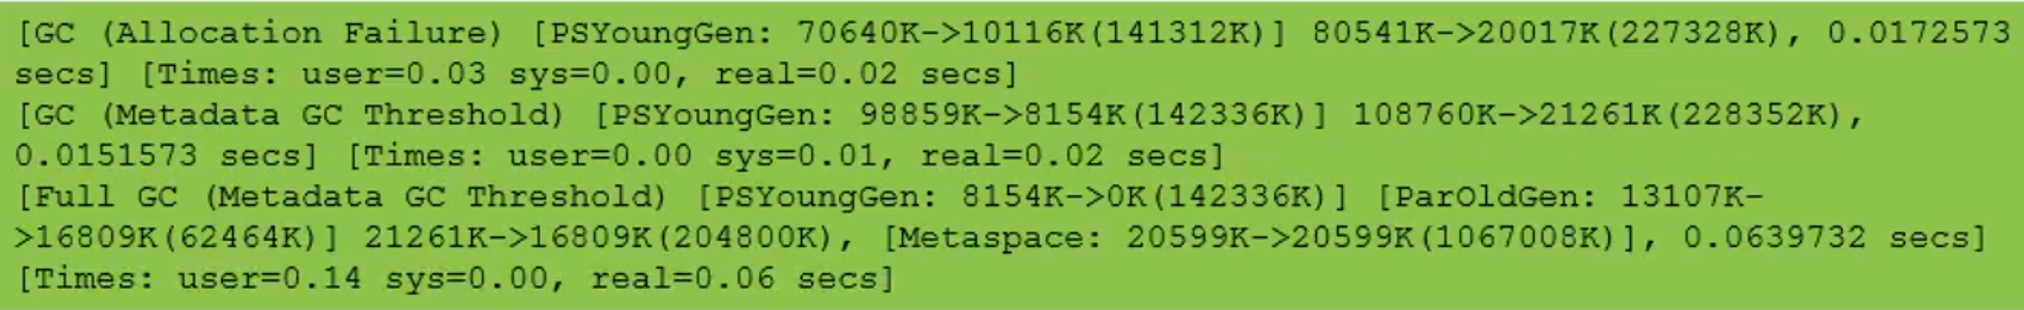 [GC (Allocation Failure) [PSYoungGen: 70640K->10116K(141312K)] 80541K->20017K(227328K), 0.0172573
secs] [Times: user=0.03 sys=0.00, real=0.02 secs]
[GC (Metadata GC Threshold) [PSYoungGen: 98859K->8154K(142336K)] 108760K->21261K(228352K),
0.0151573 secs] [Times: user=0.00 sys=0.01, real=0.02 secs]
[Full GC (Metadata GC Threshold) [PSYoungGen: 8154K->0K(142336K)] [ParOldGen: 13107K-
>16809K(62464K)] 21261K->16809K(204800K), [Metaspace: 20599K->20599K(1067008K)], 0.0639732 secs]
[Times: user=0.14 sys=0.00, real=0.06 secs]